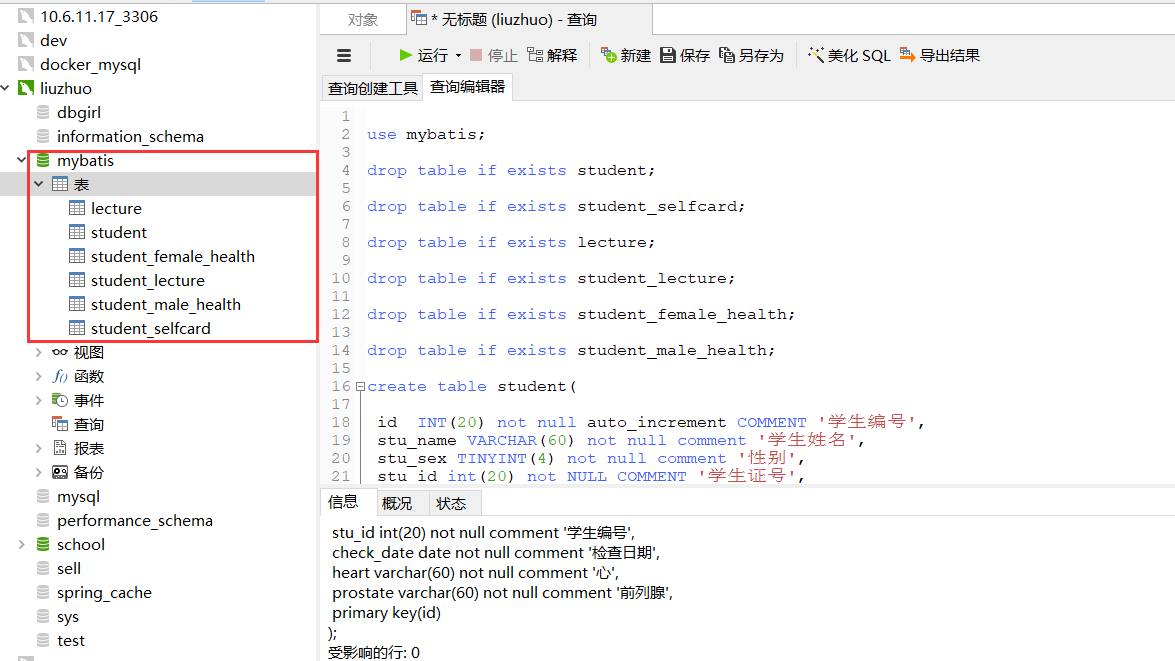 10.6.11.17_3306
dev
docker_mysql
liuzhuo
dbgirl
information_schema
mybatis
表
lecture
student
student_female_health
student_lecture
student_male_health
student_selfcard
视图
函数
事件
查询
报表
备份
mysql
performance_schema
school
sell
spring_cache
sys
test
对象
* 无标题 (liuzhuo) - 查询
运行 停止 解释 新建 保存 另存为 美化 SQL 导出结果
查询创建工具 查询编辑器
1
2 use mybatis;
3
4 drop table if exists student;
5
6 drop table if exists student_selfcard;
7
8 drop table if exists lecture;
9
10 drop table if exists student_lecture;
11
12 drop table if exists student_female_health;
13
14 drop table if exists student_male_health;
15
16 create table student(
17
18 id  INT(20) not null auto_increment COMMENT '学生编号',
19 stu_name VARCHAR(60) not null comment '学生姓名',
20 stu_sex TINYINT(4) not null comment '性别',
21 stu_id int(20) not NULL COMMENT '学生证号',
信息 概况 状态
stu_id int(20) not null comment '学生编号',
check_date date not null comment '检查日期',
heart varchar(60) not null comment '心',
prostate varchar(60) not null comment '前列腺',
primary key(id)
);
受影响的行: 0